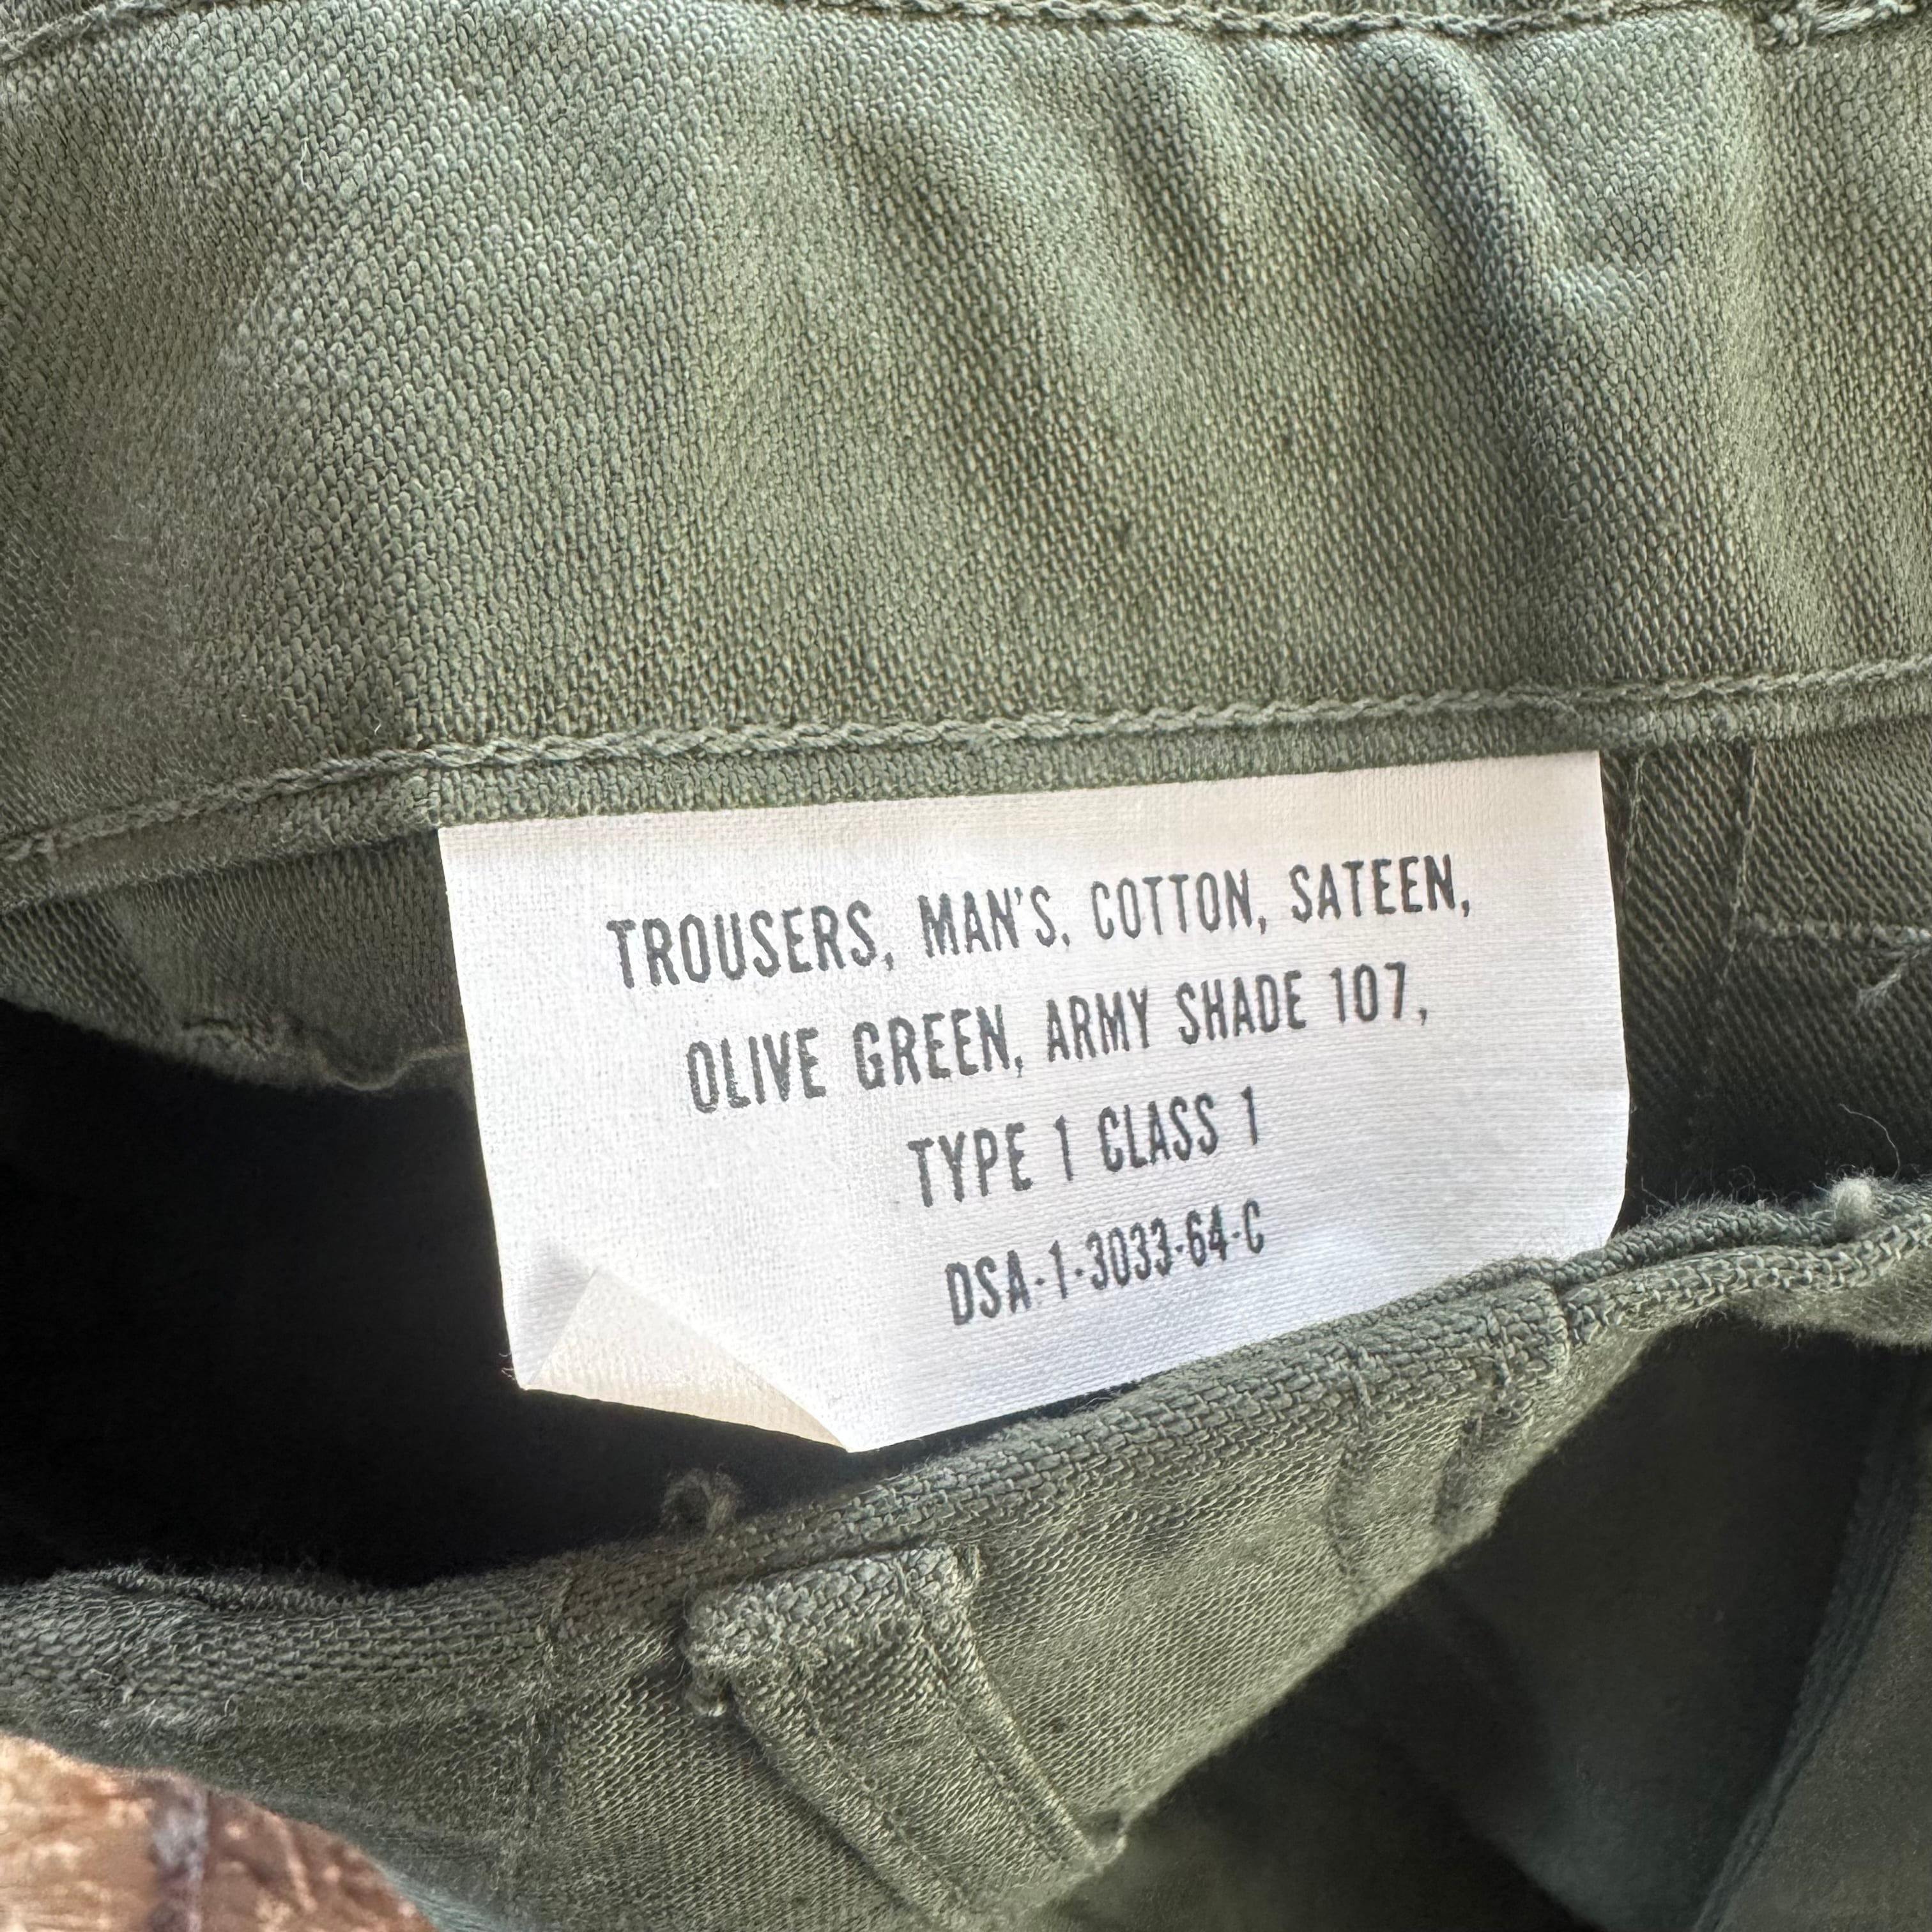 TROUSERS, MAN'S, COTTON, SATEEN,
OLIVE GREEN, ARMY SHADE 107,
TYPE 1 CLASS 1
DSA-1-3033-64-C